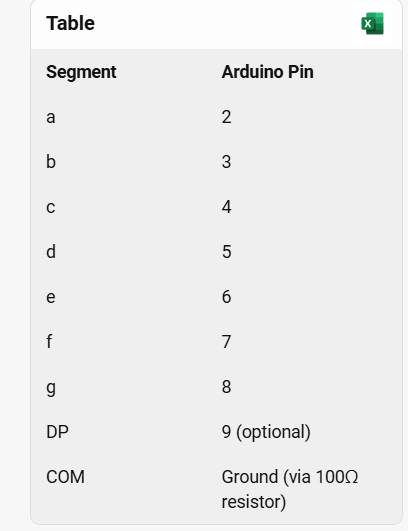 Table
Segment Arduino Pin
a 2
b 3
c 4
d 5
e 6
f 7
g 8
DP 9 (optional)
COM Ground (via 100Ω
resistor)